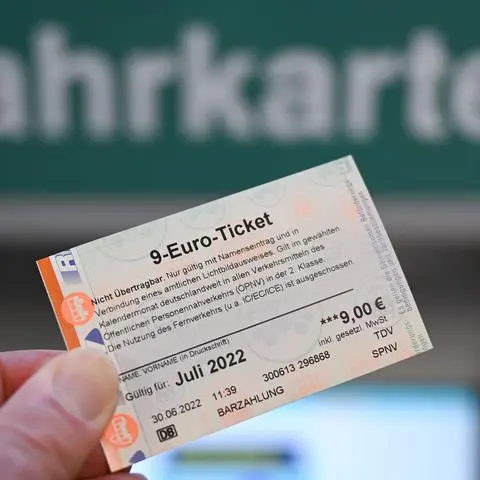 ahrkarte
9-Euro-Ticket
Nicht Übertragbar. Nur gültig mit Namenseintrag und in
Verbindung eines amtlichen Lichtbildausweises. Gilt im gewählten
Kalendermonat deutschlandweit in allen Verkehrsmitteln des
Öffentlichen Personennahverkehrs (ÖPNV) in der 2. Klasse.
Die Nutzung des Fernverkehrs (u.a. IC/EC/ICE) ist ausgeschlossen.
NAME, VORNAME (in Druckschrift)
***9,00 €
Gültig für: Juli 2022
inkl. gesetzl MwSt
30.06.2022 11:39 300613 296868 TDV
BARZAHLUNG SPNV
DB